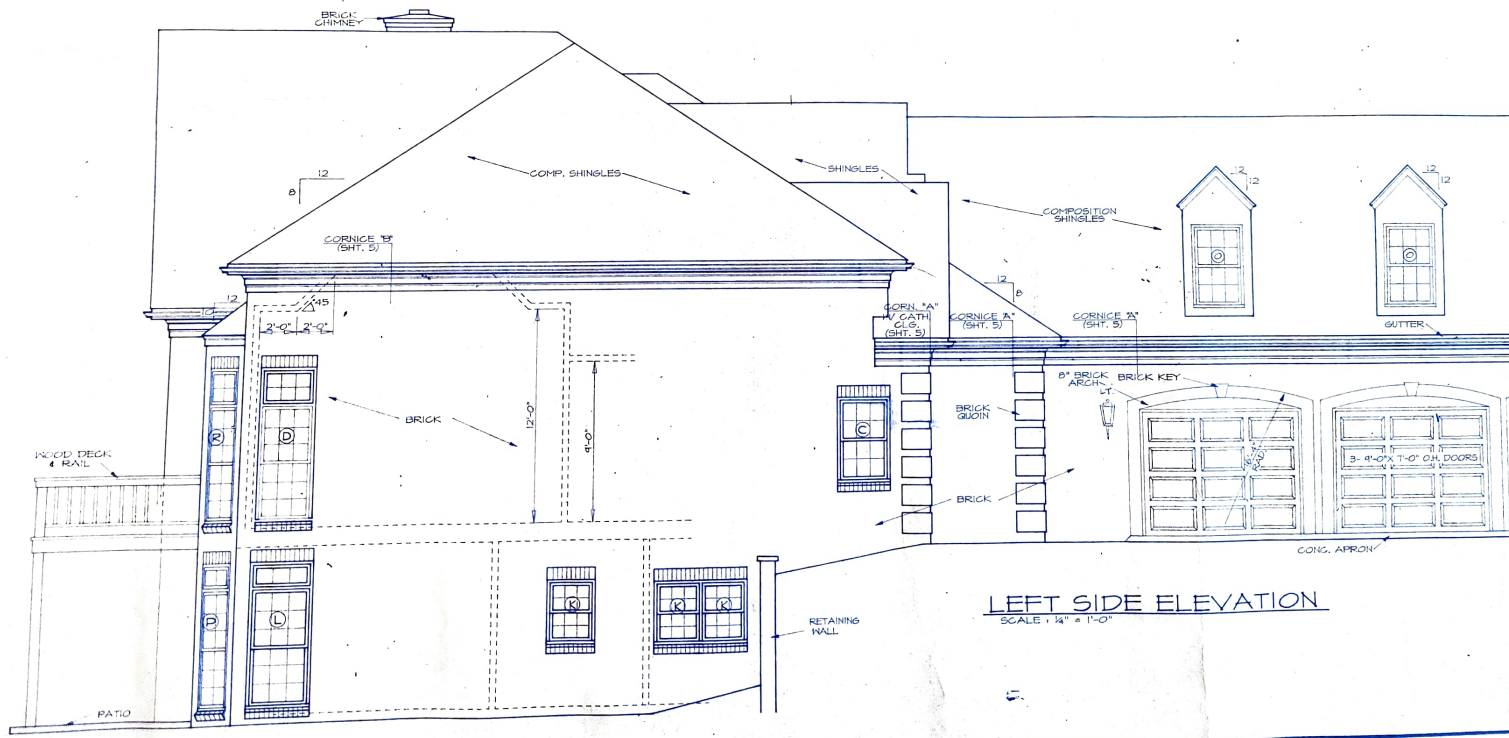 BRICK
CHIMNEY
12
8
COMP. SHINGLES
SHINGLES
12
12
12
12
COMPOSITION
SHINGLES
CORNICE "B"
(SHT. 5)
O
O
12
10
45
2'-0"
2'-0"
12
8
CORN. "A"
W/ CATH.
CLG.
(SHT. 5)
CORNICE "A"
(SHT. 5)
CORNICE "A"
(SHT. 5)
GUTTER
8" BRICK
ARCH
BRICK KEY
LT.
BRICK
QUOIN
12'-0"
9'-0"
BRICK
R
D
C
WOOD DECK
& RAIL
RAD.
3- 9'-0" X 7'-0" O.H. DOORS
BRICK
CONC. APRON
P
L
K
K
K
RETAINING
WALL
LEFT SIDE ELEVATION
SCALE : 1/4" = 1'-0"
PATIO